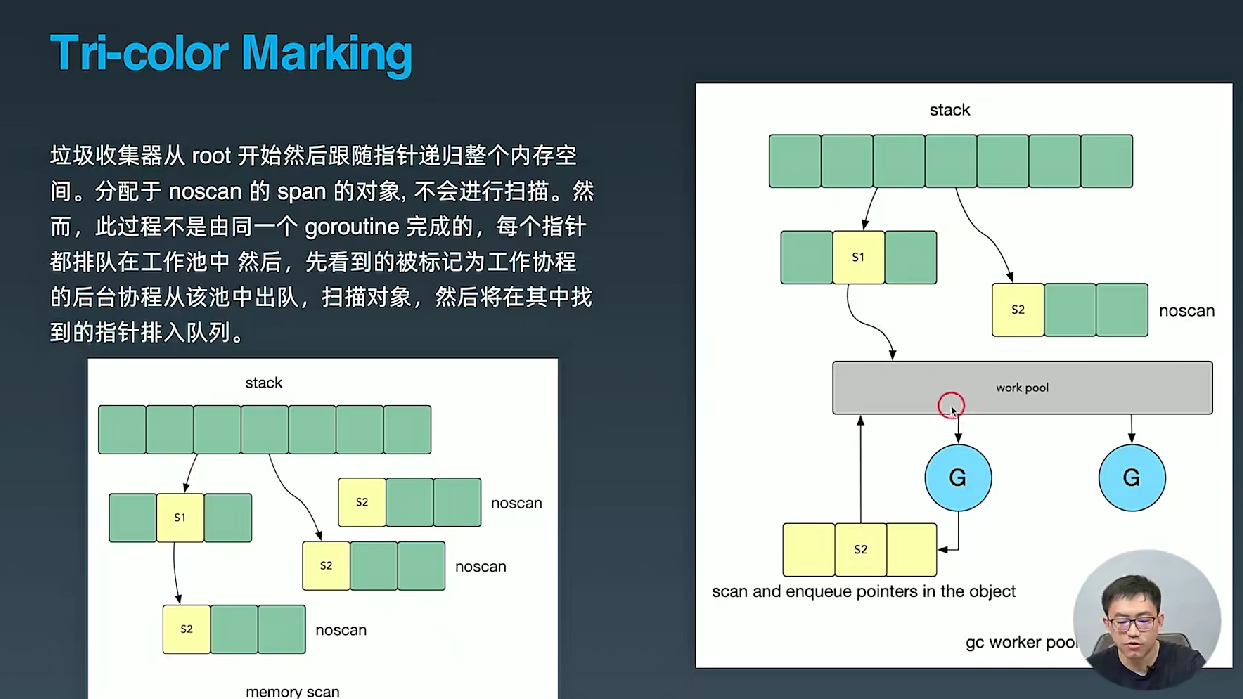 Tri-color Marking
垃圾收集器从 root 开始然后跟随指针递归整个内存空
间。分配于 noscan 的 span 的对象, 不会进行扫描。然
而，此过程不是由同一个 goroutine 完成的，每个指针
都排队在工作池中 然后，先看到的被标记为工作协程
的后台协程从该池中出队，扫描对象，然后将在其中找
到的指针排入队列。
stack
S2
noscan
S1
S2
noscan
S2
noscan
memory scan
stack
S1
S2
noscan
work pool
G
G
S2
scan and enqueue pointers in the object
gc worker pool